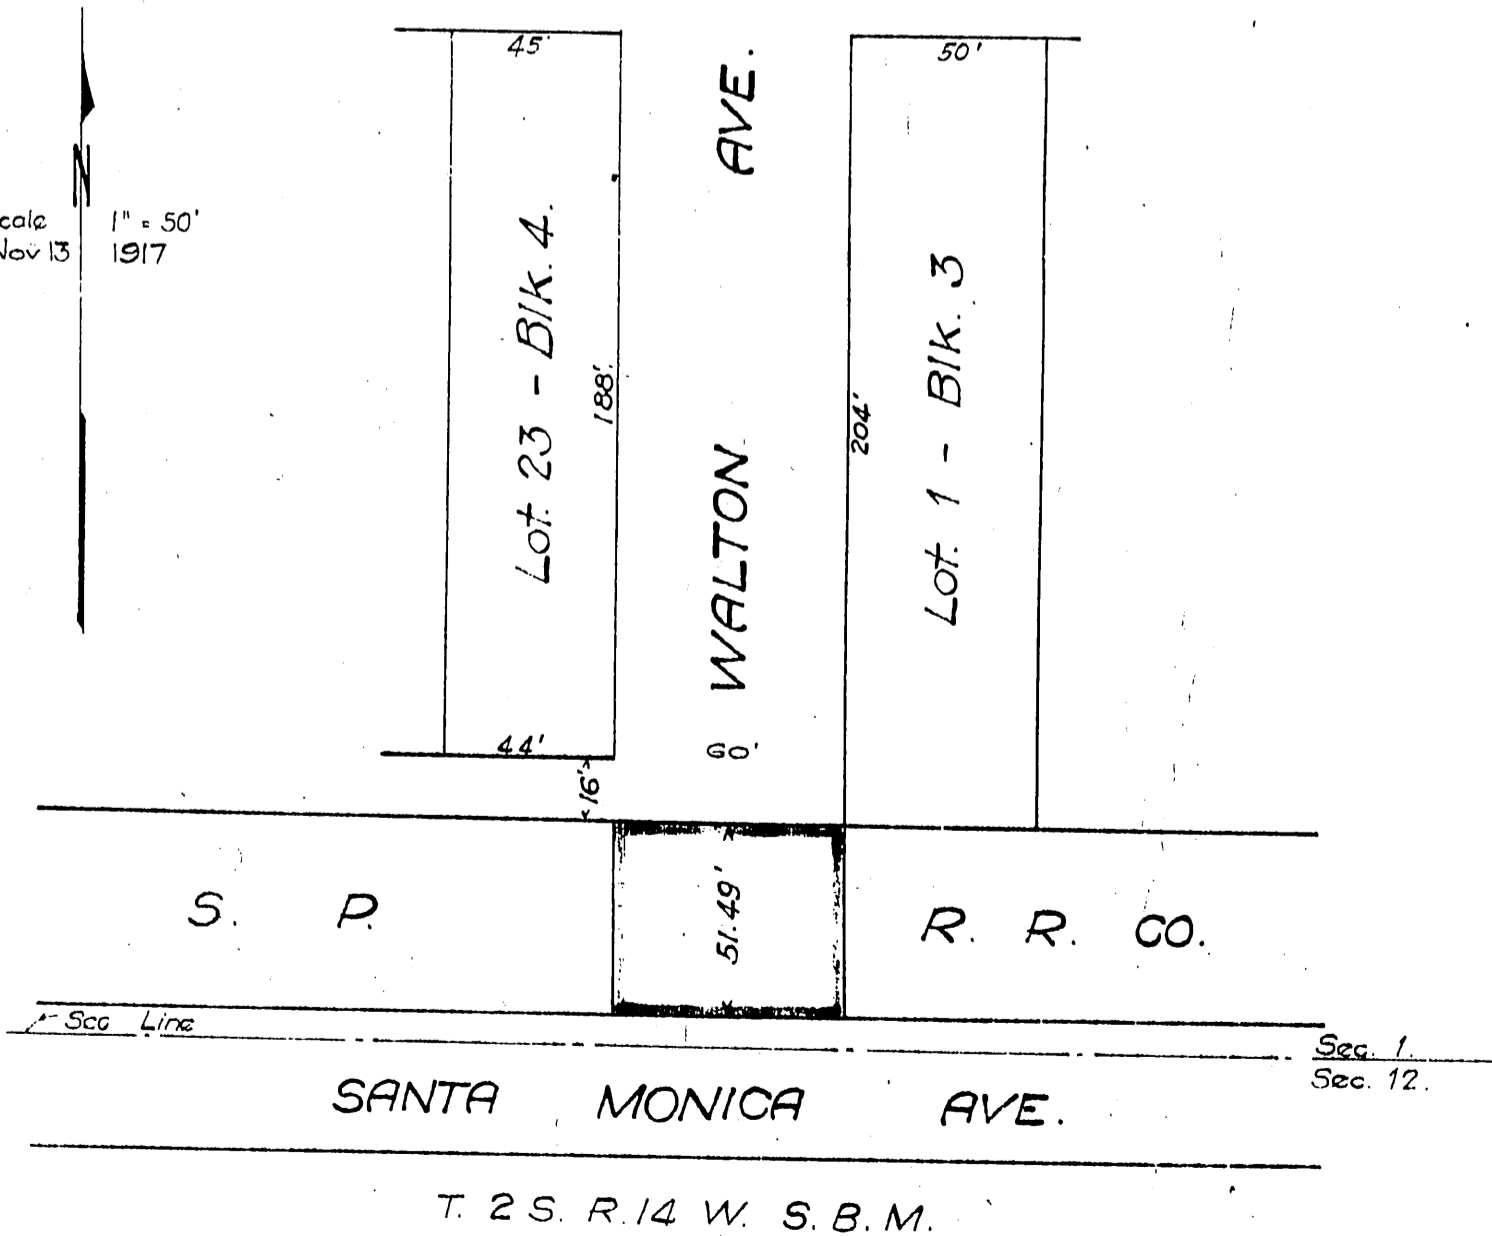 45'
50'
AVE.
N
cale 1" = 50'
Nov 13 1917
Lot. 23 - Blk. 4.
188'.
WALTON
204'
Lot. 1 - Blk. 3
44'
60'
16'
51.49'
S. P. R. R. CO.
Sec Line
Sec. 1.
Sec. 12.
SANTA MONICA AVE.
T. 2 S. R. 14 W. S. B. M.